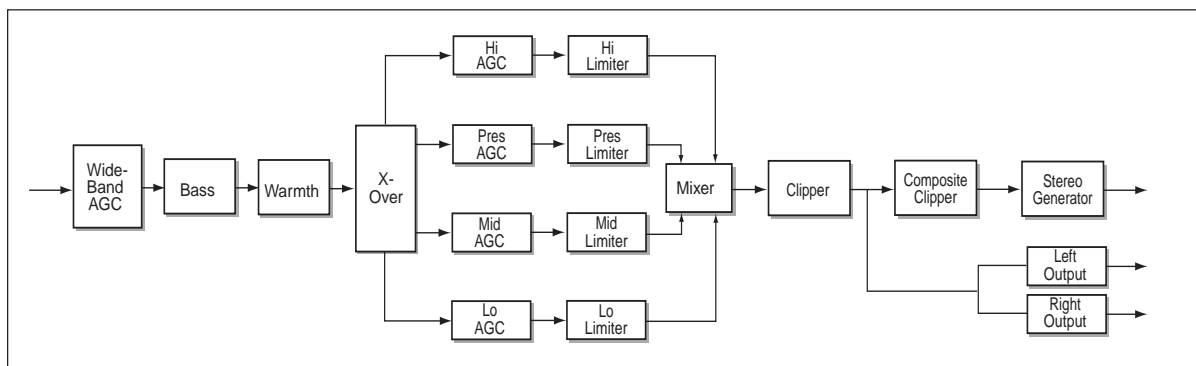 Wide-
Band
AGC
Bass
Warmth
X-
Over
Hi
AGC
Hi
Limiter
Pres
AGC
Pres
Limiter
Mid
AGC
Mid
Limiter
Lo
AGC
Lo
Limiter
Mixer
Clipper
Composite
Clipper
Stereo
Generator
Left
Output
Right
Output